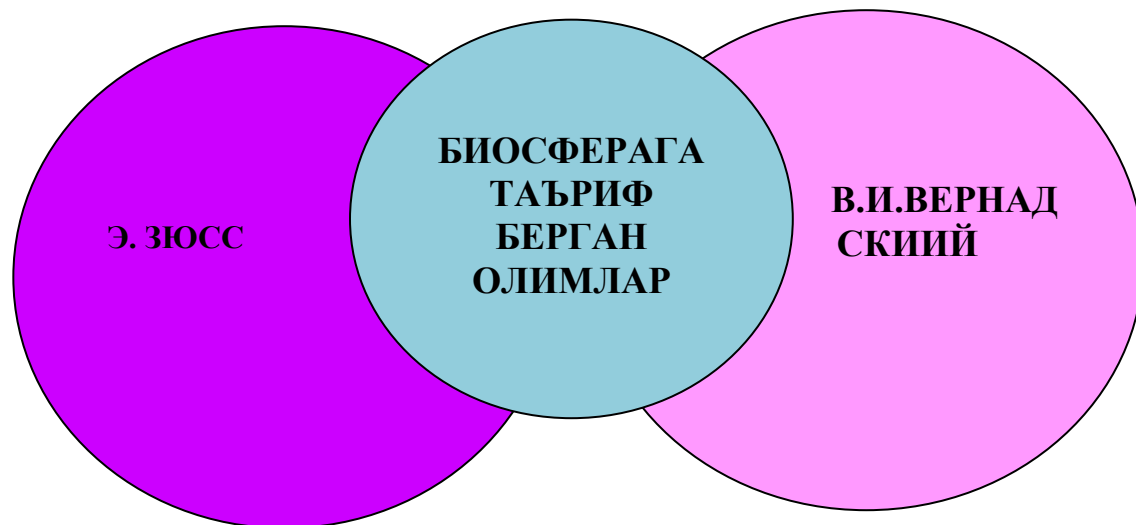 Э. ЗЮСС
БИОСФЕРАГА
ТАЪРИФ
БЕРГАН
ОЛИМЛАР
В.И.ВЕРНАД
СКИИЙ